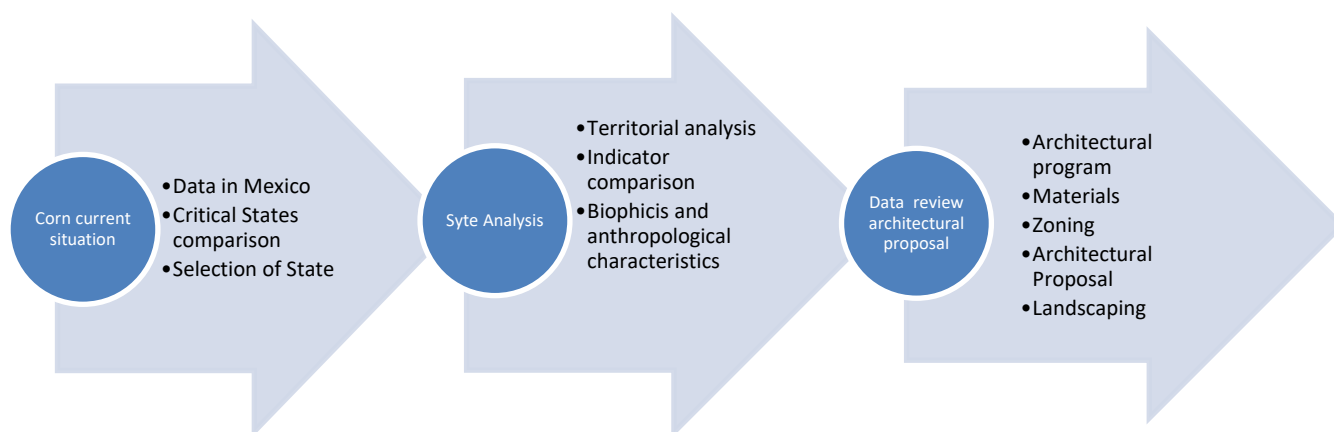 Corn current
situation
•Data in Mexico
•Critical States
comparison
•Selection of State
Syte Analysis
•Territorial analysis
•Indicator
comparison
•Biophicis and
anthropological
characteristics
Data review
architectural
proposal
•Architectural
program
•Materials
•Zoning
•Architectural
Proposal
•Landscaping